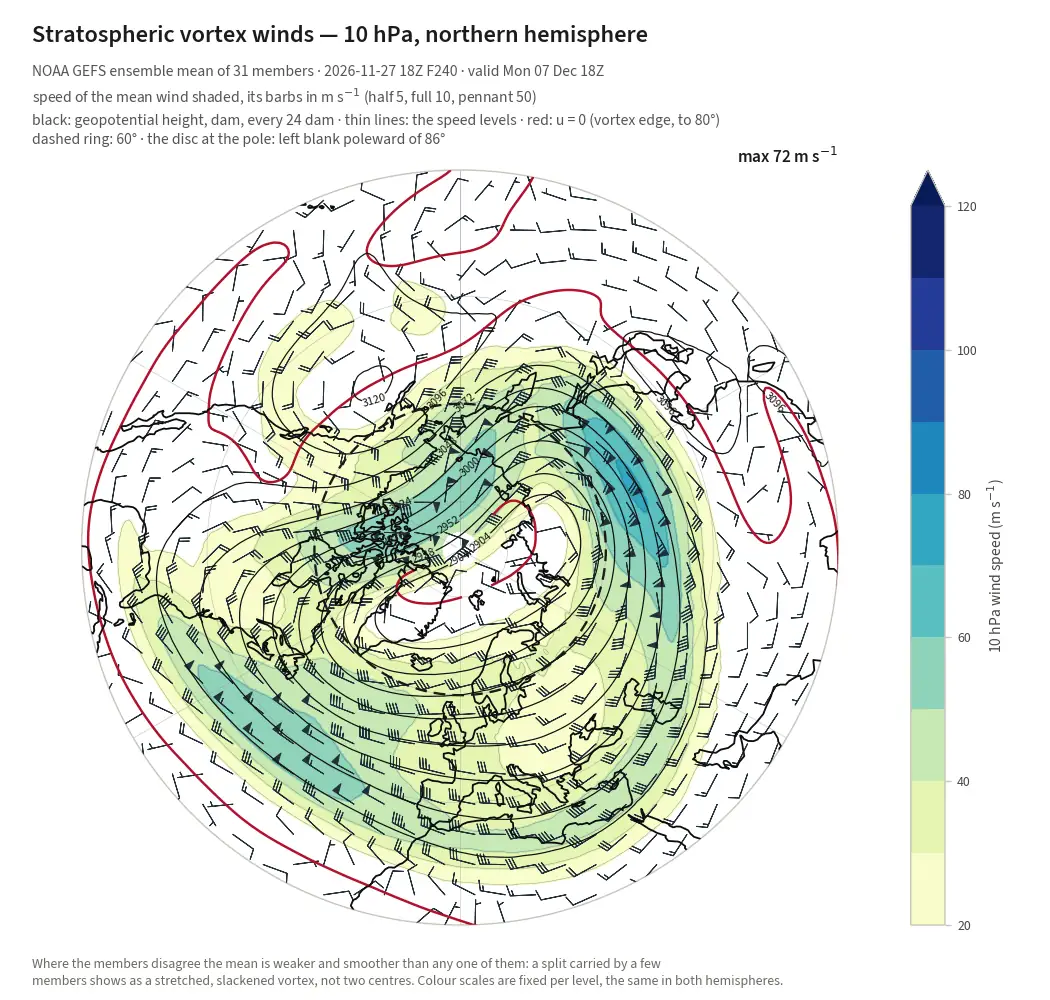 Stratospheric vortex winds — 10 hPa, northern hemisphere
NOAA GEFS ensemble mean of 31 members · 2026-11-27 18Z F240 · valid Mon 07 Dec 18Z
speed of the mean wind shaded, its barbs in m s⁻¹ (half 5, full 10, pennant 50)
black: geopotential height, dam, every 24 dam · thin lines: the speed levels · red: u = 0 (vortex edge, to 80°)
dashed ring: 60° · the disc at the pole: left blank poleward of 86°
max 72 m s⁻¹
120
100
80
60
40
20
10 hPa wind speed (m s⁻¹)
3120
3096
3072
3000
3096
2952
2904
Where the members disagree the mean is weaker and smoother than any one of them: a split carried by a few
members shows as a stretched, slackened vortex, not two centres. Colour scales are fixed per level, the same in both hemispheres.